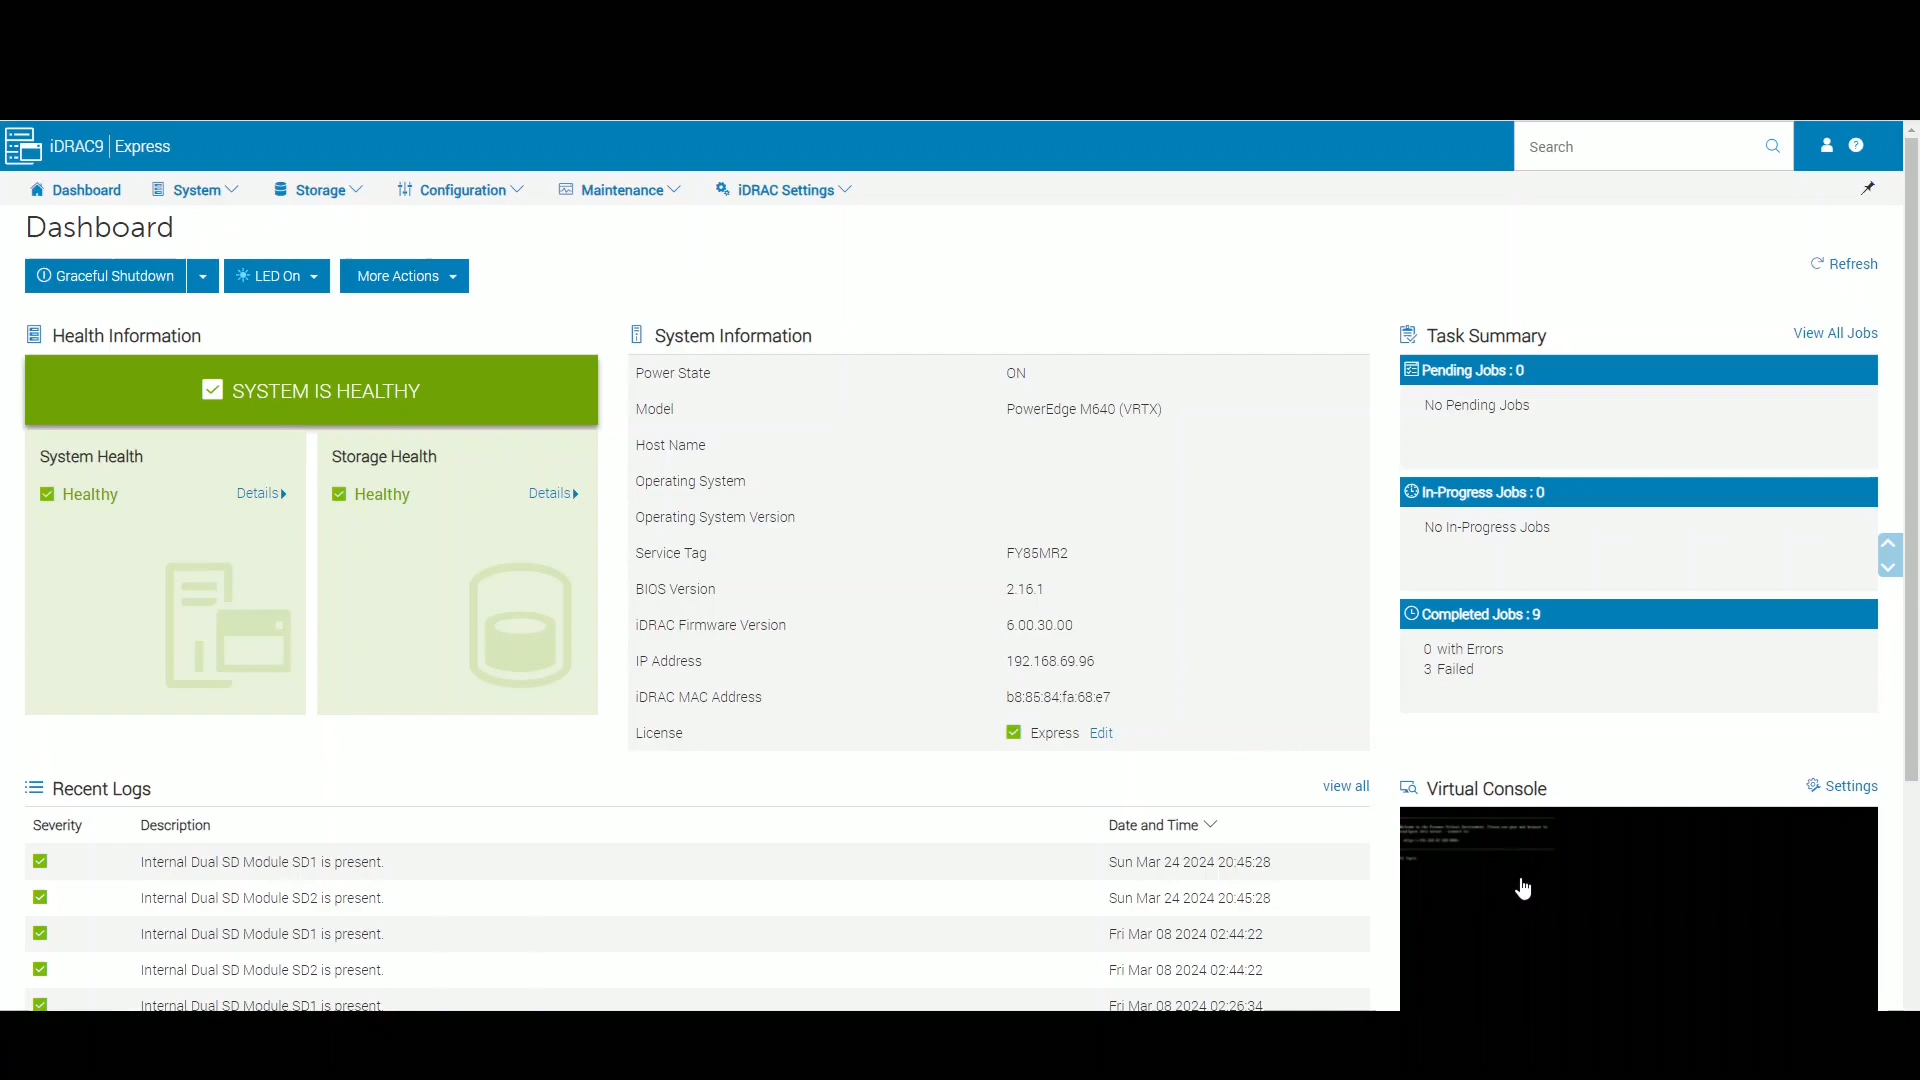 iDRAC9 | Express
Search
Dashboard
System
Storage
Configuration
Maintenance
iDRAC Settings
Dashboard
Graceful Shutdown
LED On
More Actions
Refresh
Health Information
SYSTEM IS HEALTHY
System Health
Healthy
Details
Storage Health
Healthy
Details
System Information
Power State ON
Model PowerEdge M640 (VRTX)
Host Name
Operating System
Operating System Version
Service Tag FY85MR2
BIOS Version 2.16.1
iDRAC Firmware Version 6.00.30.00
IP Address 192.168.69.96
iDRAC MAC Address b8:85:84:fa:68:e7
License Express Edit
Task Summary
View All Jobs
Pending Jobs : 0
No Pending Jobs
In-Progress Jobs : 0
No In-Progress Jobs
Completed Jobs : 9
0 with Errors
3 Failed
Recent Logs
view all
Severity Description Date and Time
Internal Dual SD Module SD1 is present. Sun Mar 24 2024 20:45:28
Internal Dual SD Module SD2 is present. Sun Mar 24 2024 20:45:28
Internal Dual SD Module SD1 is present. Fri Mar 08 2024 02:44:22
Internal Dual SD Module SD2 is present. Fri Mar 08 2024 02:44:22
Internal Dual SD Module SD1 is present. Fri Mar 08 2024 02:26:34
Virtual Console
Settings